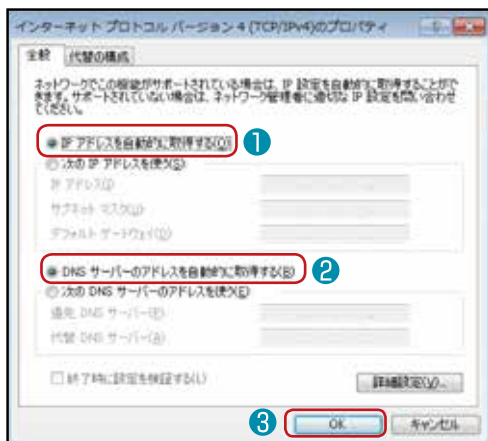 インターネット プロトコル バージョン 4 (TCP/IPv4)のプロパティ
全般 代替の構成
ネットワークでこの機能がサポートされている場合は、IP 設定を自動的に取得することがで
きます。サポートされていない場合は、ネットワーク管理者に適切な IP 設定を問い合わせ
てください。
IP アドレスを自動的に取得する(O) 1
次の IP アドレスを使う(S)
IP アドレス(I)
サブネット マスク(U)
デフォルト ゲートウェイ(D)
DNS サーバーのアドレスを自動的に取得する(B) 2
次の DNS サーバーのアドレスを使う(E)
優先 DNS サーバー(P)
代替 DNS サーバー(A)
終了時に設定を検証する(L)
詳細設定(V)...
3 OK キャンセル